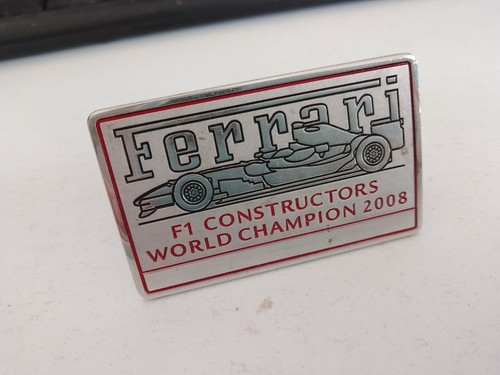 Ferrari
F1 CONSTRUCTORS
WORLD CHAMPION 2008